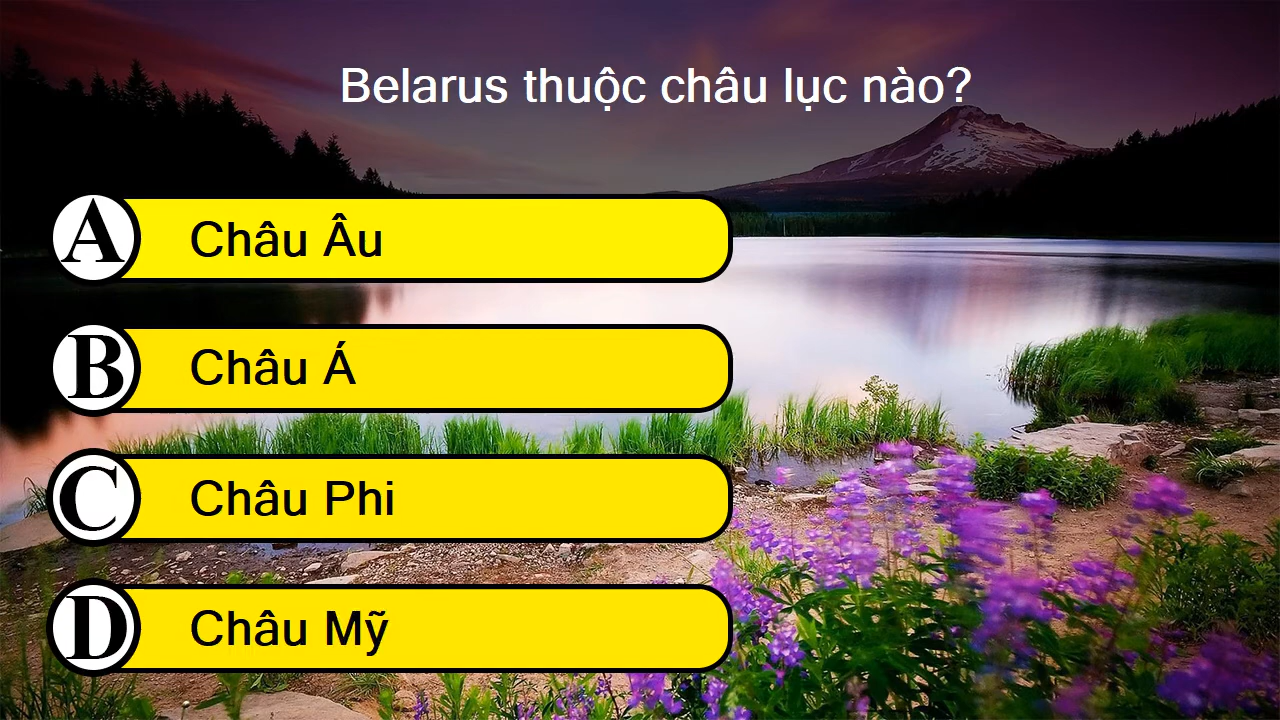 Belarus thuộc châu lục nào?
A Châu Âu
B Châu Á
C Châu Phi
D Châu Mỹ